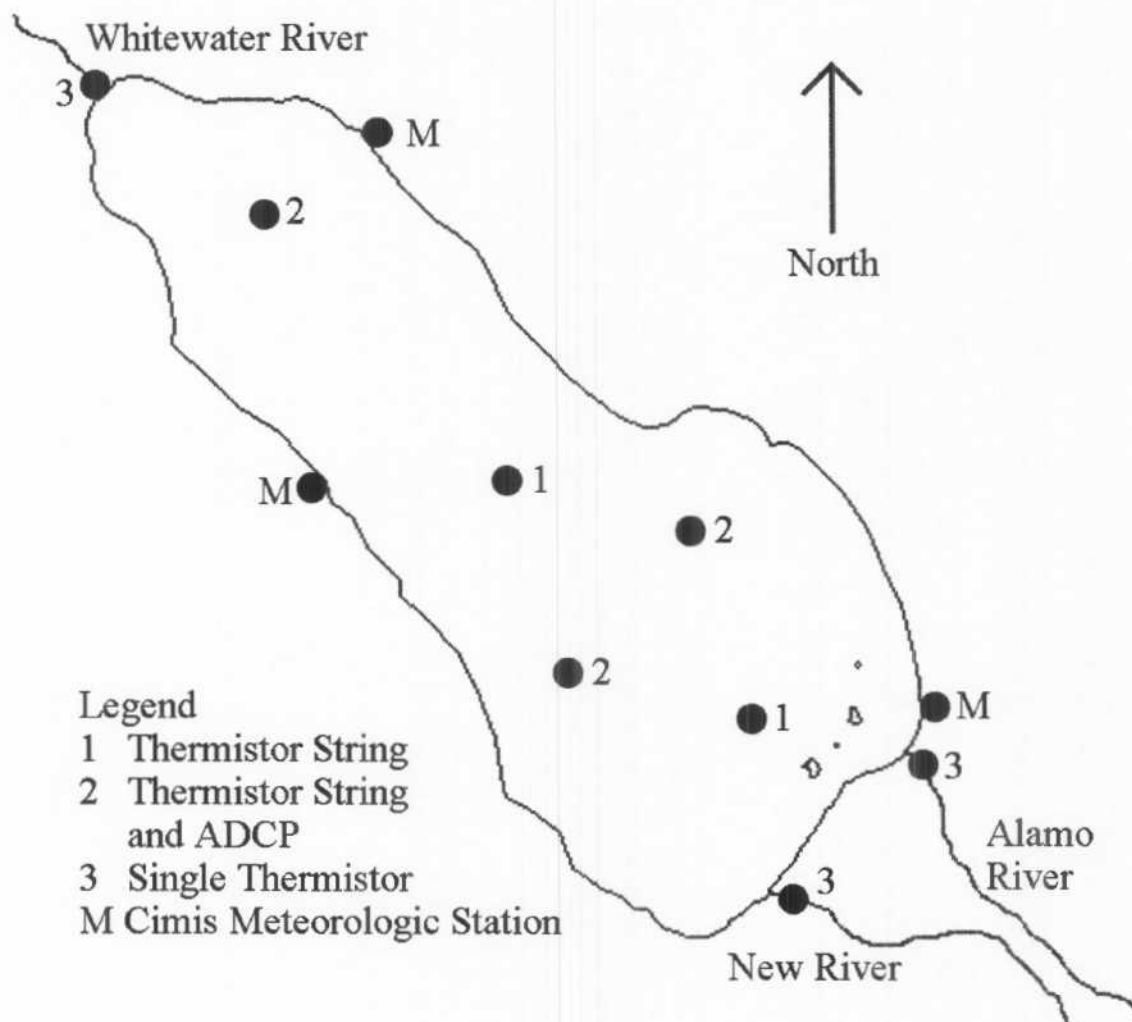 Whitewater River
3
M
2
North
1
M
2
2
1
M
3
Legend
1 Thermistor String
2 Thermistor String
and ADCP
3 Single Thermistor
M Cimis Meteorologic Station
Alamo
River
3
New River